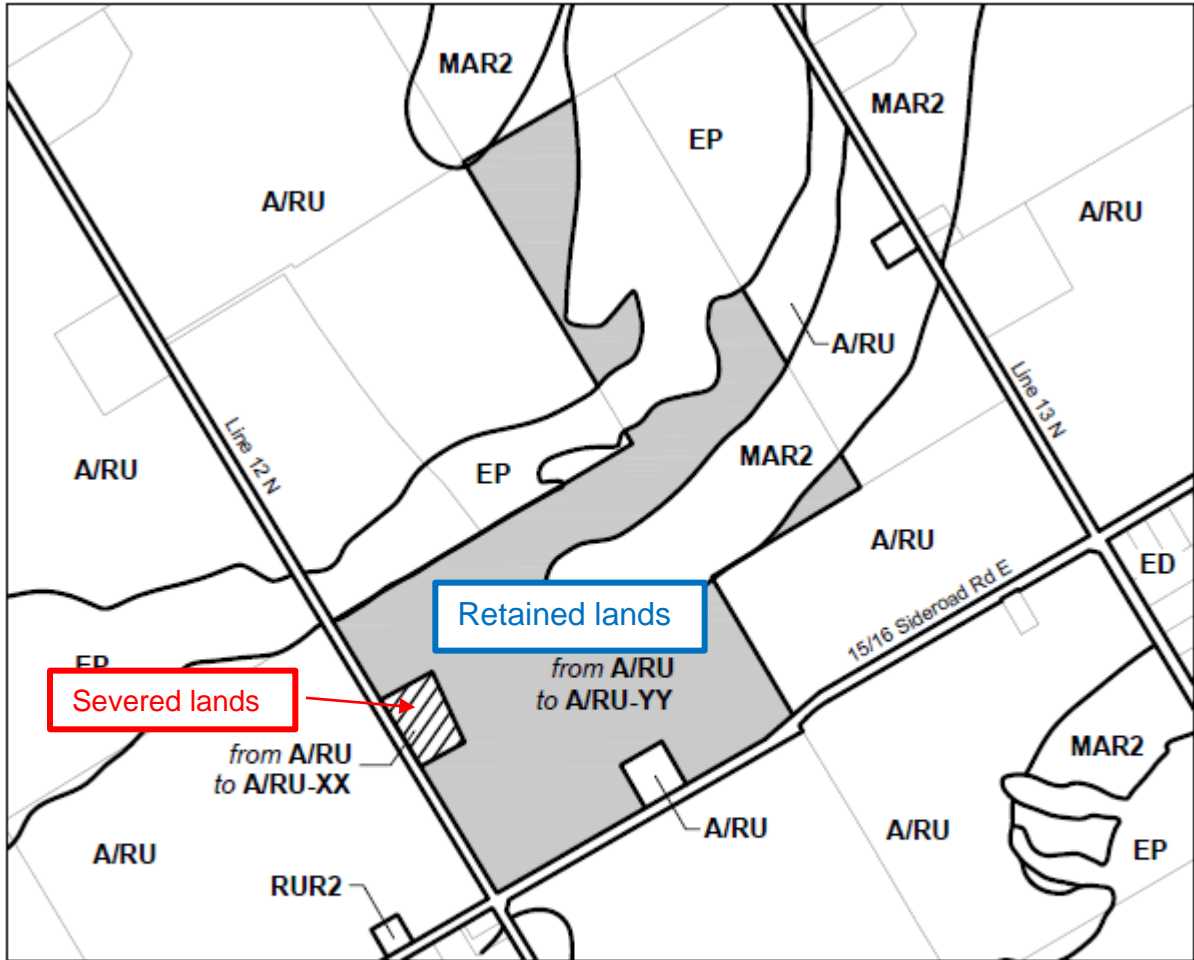 MAR2
MAR2
EP
A/RU
A/RU
A/RU
Line 13 N
Line 12 N
A/RU
EP
MAR2
A/RU
ED
15/16 Sideroad Rd E
Retained lands
from A/RU
to A/RU-YY
EP
Severed lands
from A/RU
to A/RU-XX
MAR2
A/RU
A/RU
A/RU
EP
RUR2